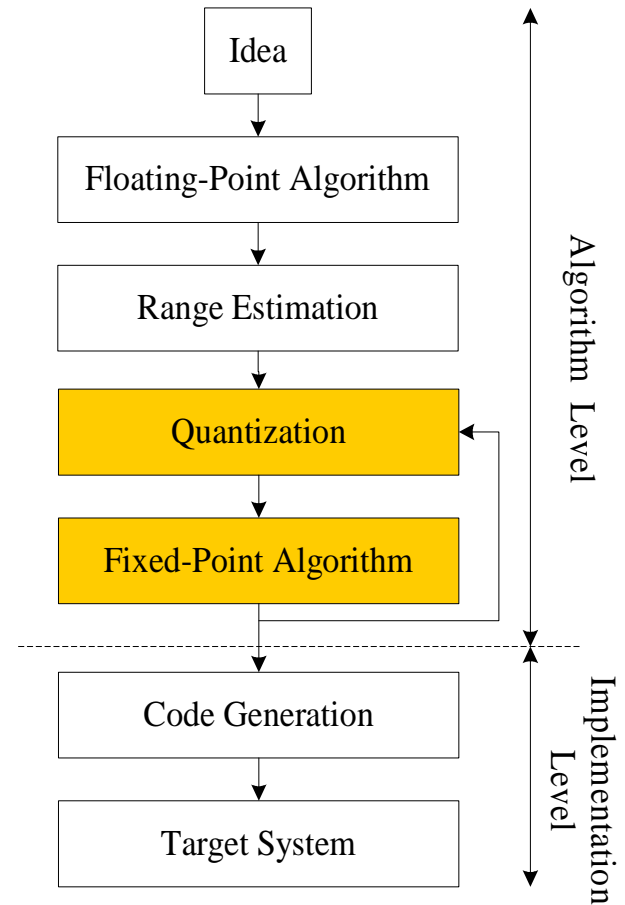 Idea
Floating-Point Algorithm
Range Estimation
Quantization
Fixed-Point Algorithm
Code Generation
Target System
Algorithm Level
Implementation
Level